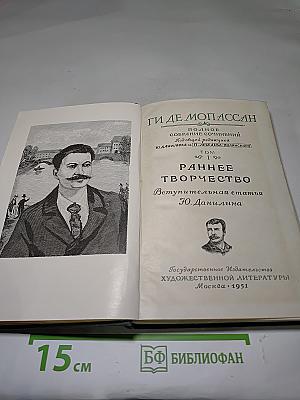 ГИ ДЕ МОПАССАН
ПОЛНОЕ
СОБРАНИЕ СОЧИНЕНИЙ
ТОМ
I
РАННЕЕ
ТВОРЧЕСТВО
Вступительная статья
Ю. Данилина
Государственное Издательство
ХУДОЖЕСТВЕННОЙ ЛИТЕРАТУРЫ
Москва • 1951
15 см
БФ БИБЛИОФАН